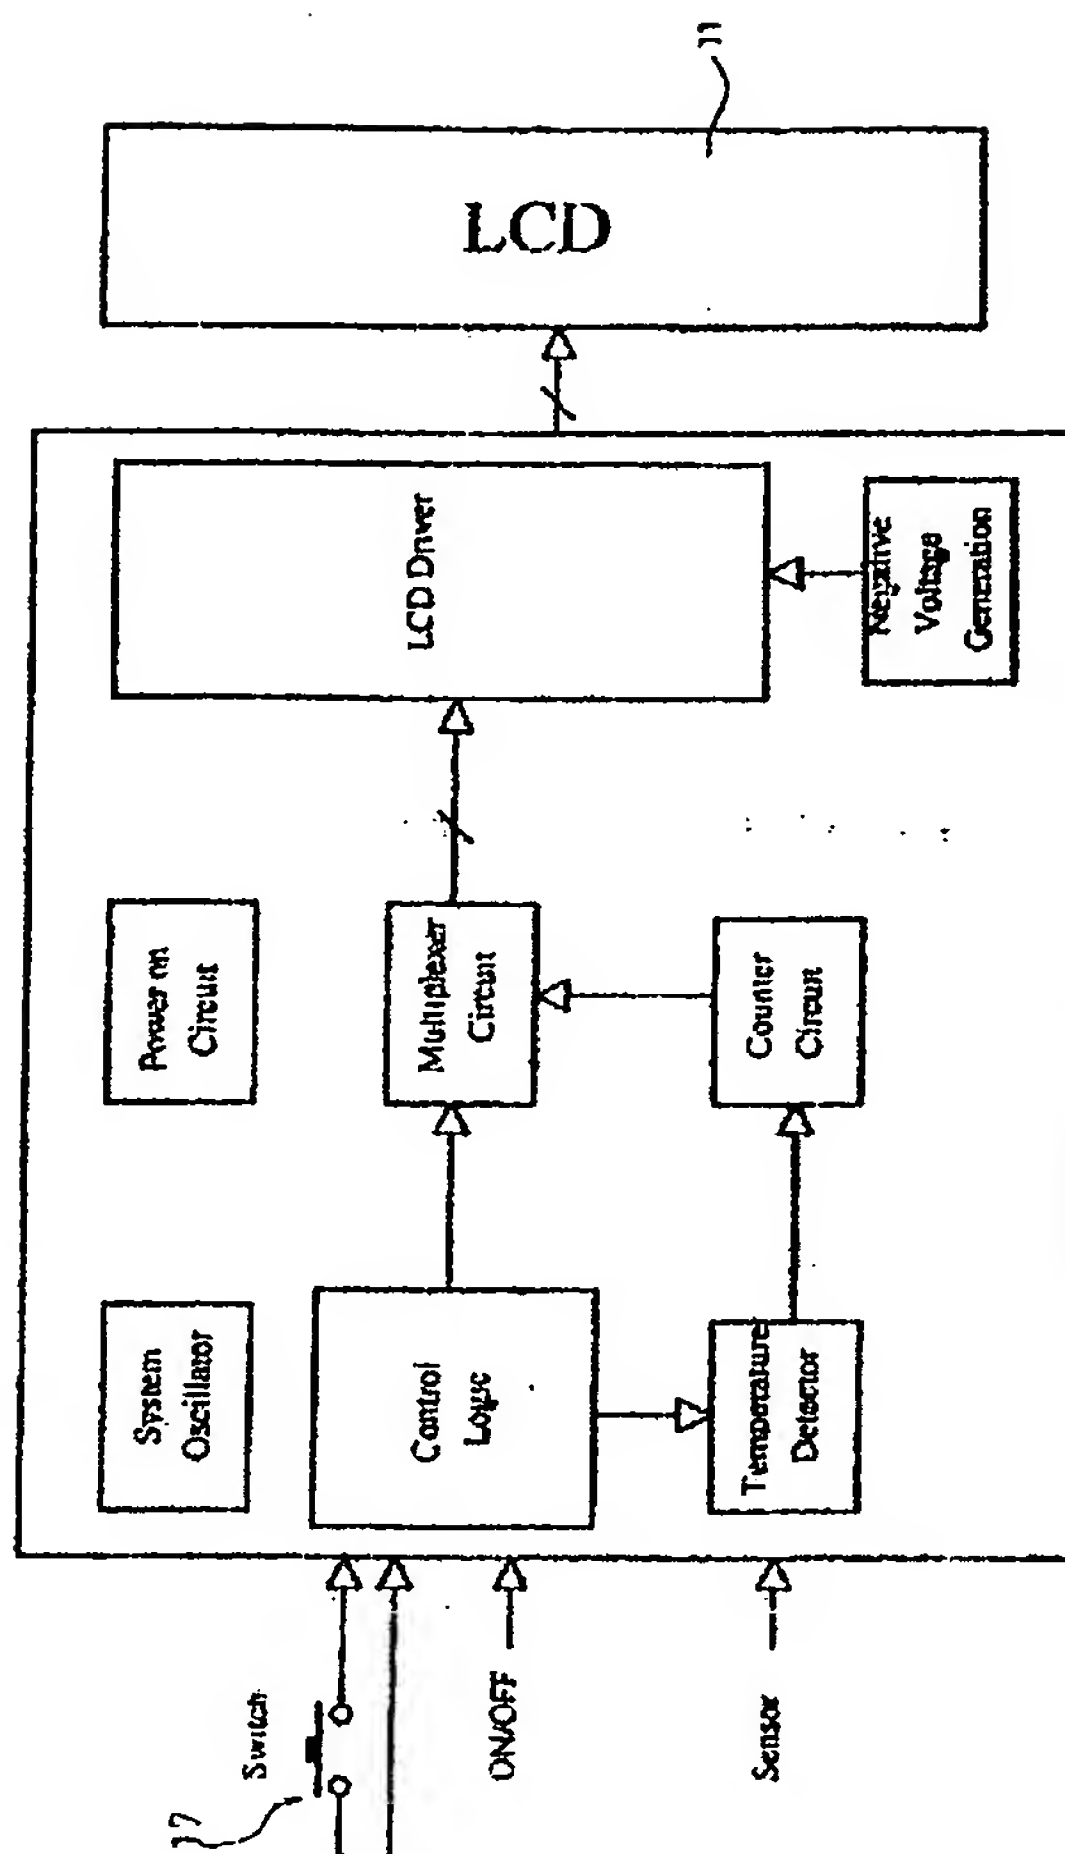 11
LCD
LCD Driver
Negative
Voltage
Generation
Power on
Circuit
Multiplexer
Circuit
Counter
Circuit
System
Oscillator
Control
Logic
Temperature
Detector
Switch
ON/OFF
Sensor
17